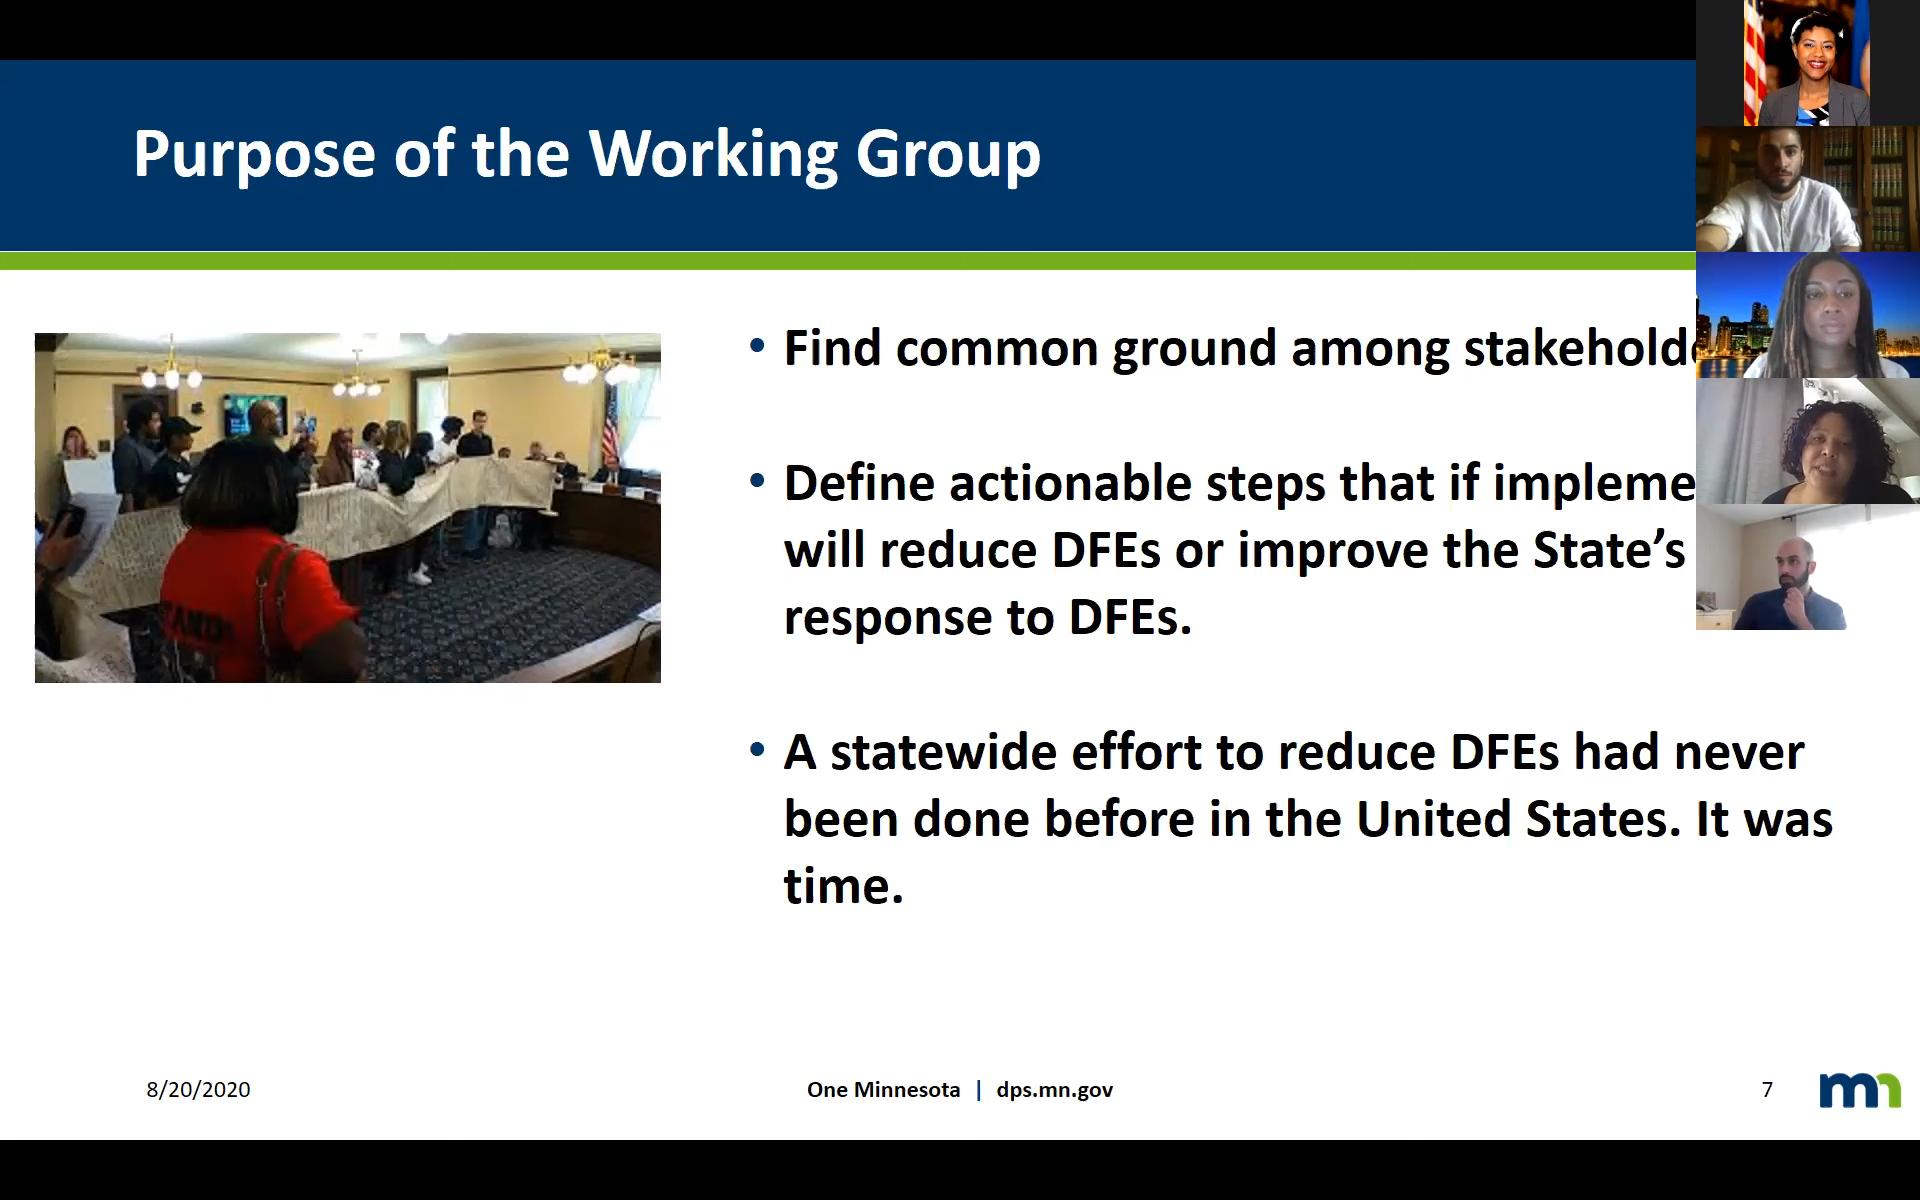 Purpose of the Working Group
• Find common ground among stakehold
• Define actionable steps that if impleme
will reduce DFEs or improve the State’s
response to DFEs.
• A statewide effort to reduce DFEs had never
been done before in the United States. It was
time.
8/20/2020
One Minnesota | dps.mn.gov
7
mn